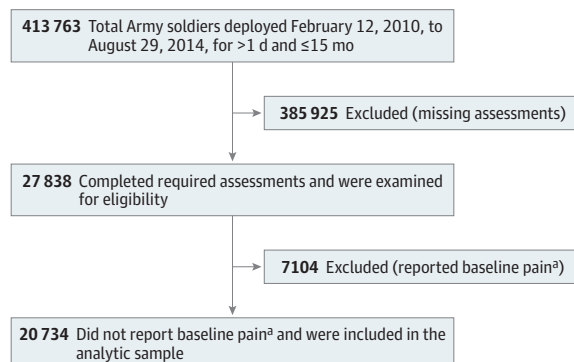 413 763 Total Army soldiers deployed February 12, 2010, to
August 29, 2014, for >1 d and ≤15 mo
385 925 Excluded (missing assessments)
27 838 Completed required assessments and were examined
for eligibility
7104 Excluded (reported baseline painᵃ)
20 734 Did not report baseline painᵃ and were included in the
analytic sample